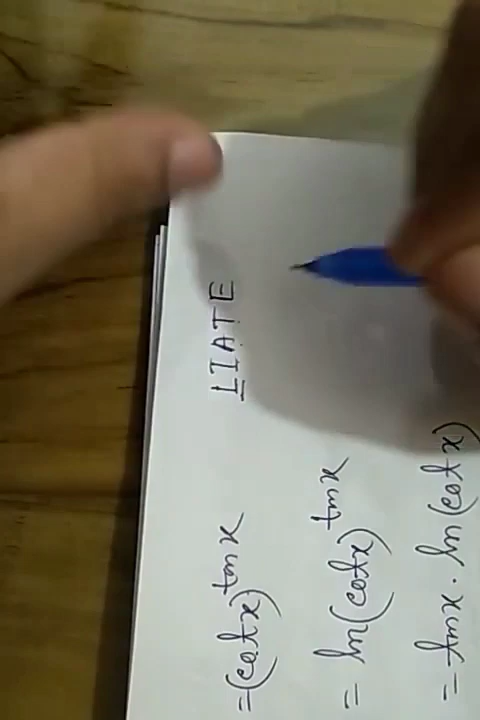 =(cotx)^tanx LIATE
= ln(cotx)^tanx
= tanx · ln(cotx)